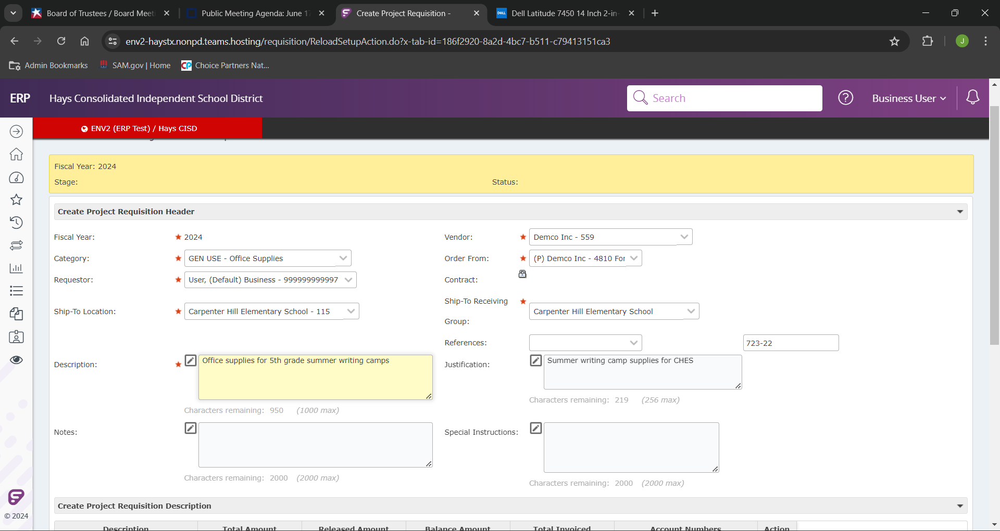 Board of Trustees / Board Meeti
Public Meeting Agenda: June 17
Create Project Requisition -
DELL
Dell Latitude 7450 14 Inch 2-in-
env2-haystx.nonpd.teams.hosting/requisition/ReloadSetupAction.do?x-tab-id=186f2920-8a2d-4bc7-b511-c79413151ca3
J
Admin Bookmarks
SAM.gov | Home
CP Choice Partners Nat...
ERP Hays Consolidated Independent School District
Search
?
Business User
ENV2 (ERP Test) / Hays CISD
Fiscal Year: 2024
Stage: Status:
Create Project Requisition Header
Fiscal Year: 2024 Vendor: Demco Inc - 559
Category: GEN USE - Office Supplies Order From: (P) Demco Inc - 4810 For
Requestor: User, (Default) Business - 999999999997 Contract:
Ship-To Location: Carpenter Hill Elementary School - 115 Ship-To Receiving Group: Carpenter Hill Elementary School
References: 723-22
Description: Office supplies for 5th grade summer writing camps Justification: Summer writing camp supplies for CHES
Characters remaining: 219 (256 max)
Characters remaining: 950 (1000 max)
Notes: Special Instructions:
Characters remaining: 2000 (2000 max)
Characters remaining: 2000 (2000 max)
Create Project Requisition Description
© 2024
Description Total Amount Released Amount Balance Amount Total Invoiced Account Numbers Action